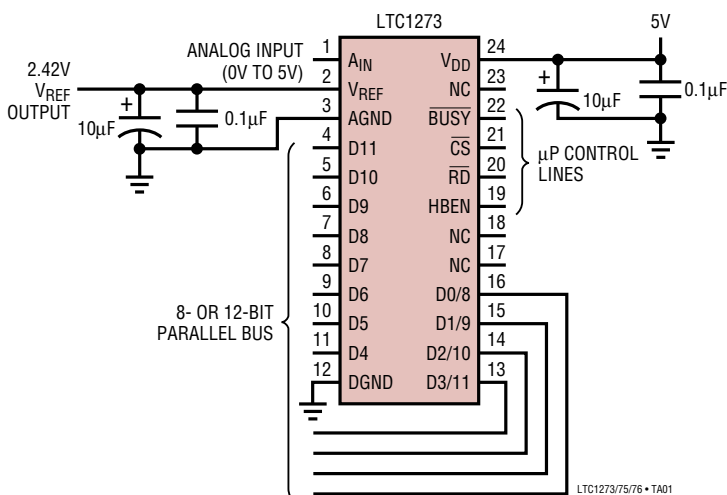 LTC1273
5V
2.42V
VREF
OUTPUT
ANALOG INPUT
(0V TO 5V)
1
2
3
4
5
6
7
8
9
10
11
12
AIN
VREF
AGND
D11
D10
D9
D8
D7
D6
D5
D4
DGND
VDD
NC
BUSY
CS
RD
HBEN
NC
NC
D0/8
D1/9
D2/10
D3/11
24
23
22
21
20
19
18
17
16
15
14
13
+
10µF
0.1µF
+
10µF
0.1µF
µP CONTROL
LINES
8- OR 12-BIT
PARALLEL BUS
LTC1273/75/76 • TA01